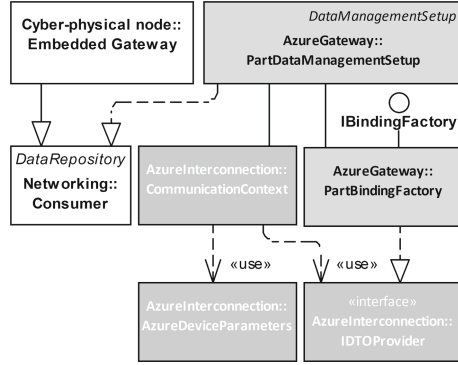 Cyber-physical node::
Embedded Gateway
DataManagementSetup
AzureGateway::
PartDataManagementSetup
IBindingFactory
DataRepository
Networking::
Consumer
AzureInterconnection::
CommunicationContext
AzureGateway::
PartBindingFactory
«use»
«use»
AzureInterconnection::
AzureDeviceParameters
«interface»
AzureInterconnection::
IDTOProvider